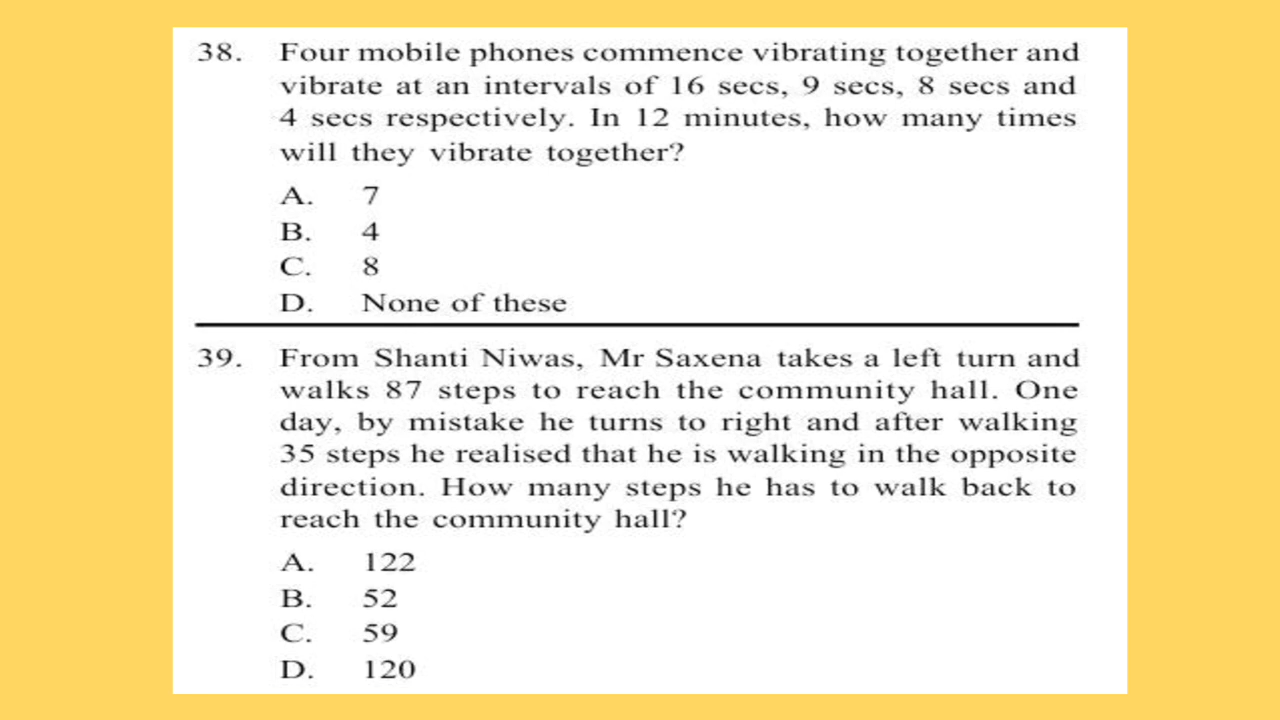 38. Four mobile phones commence vibrating together and
vibrate at an intervals of 16 secs, 9 secs, 8 secs and
4 secs respectively. In 12 minutes, how many times
will they vibrate together?
A. 7
B. 4
C. 8
D. None of these
39. From Shanti Niwas, Mr Saxena takes a left turn and
walks 87 steps to reach the community hall. One
day, by mistake he turns to right and after walking
35 steps he realised that he is walking in the opposite
direction. How many steps he has to walk back to
reach the community hall?
A. 122
B. 52
C. 59
D. 120